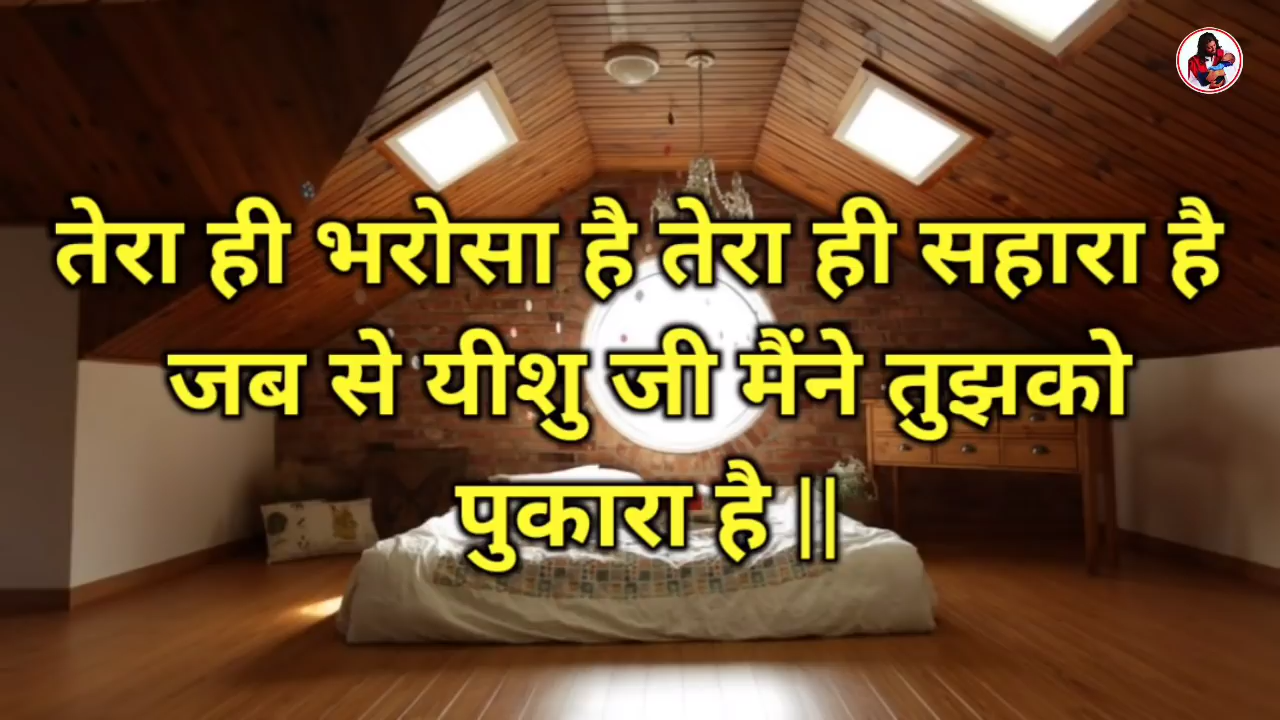 तेरा ही भरोसा है तेरा ही सहारा है
जब से यीशु जी मैंने तुझको
पुकारा है ||